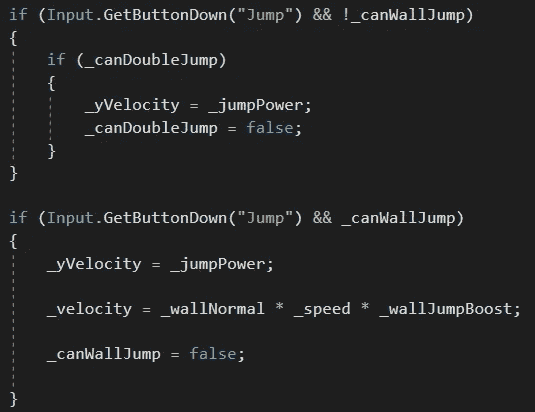 if (Input.GetButtonDown("Jump") && !_canWallJump)
{
if (_canDoubleJump)
{
_yVelocity = _jumpPower;
_canDoubleJump = false;
}
}
if (Input.GetButtonDown("Jump") && _canWallJump)
{
_yVelocity = _jumpPower;
_velocity = _wallNormal * _speed * _wallJumpBoost;
_canWallJump = false;
}